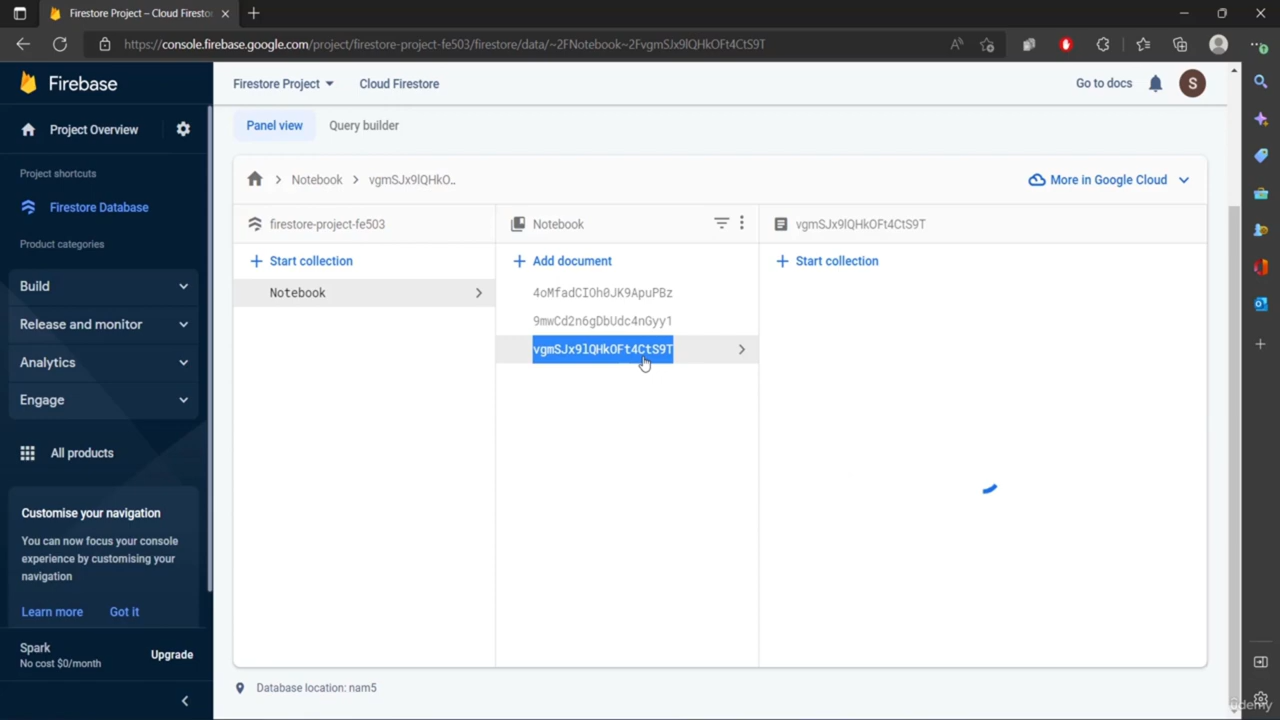 Firestore Project – Cloud Firesto
https://console.firebase.google.com/project/firestore-project-fe503/firestore/data/~2FNotebook~2FvgmSJx9lQHkOFt4CtS9T
Firebase
Firestore Project
Cloud Firestore
Go to docs
S
Project Overview
Panel view
Query builder
Project shortcuts
Firestore Database
Notebook
vgmSJx9lQHkO..
More in Google Cloud
Product categories
firestore-project-fe503
Notebook
vgmSJx9lQHkOFt4CtS9T
Start collection
Add document
Start collection
Build
Notebook
4oMfadCIOh0JK9ApuPBz
Release and monitor
9mwCd2n6gDbUdc4nGyy1
Analytics
vgmSJx9lQHkOFt4CtS9T
Engage
All products
Customise your navigation
You can now focus your console
experience by customising your
navigation
Learn more
Got it
Spark
No cost $0/month
Upgrade
Database location: nam5